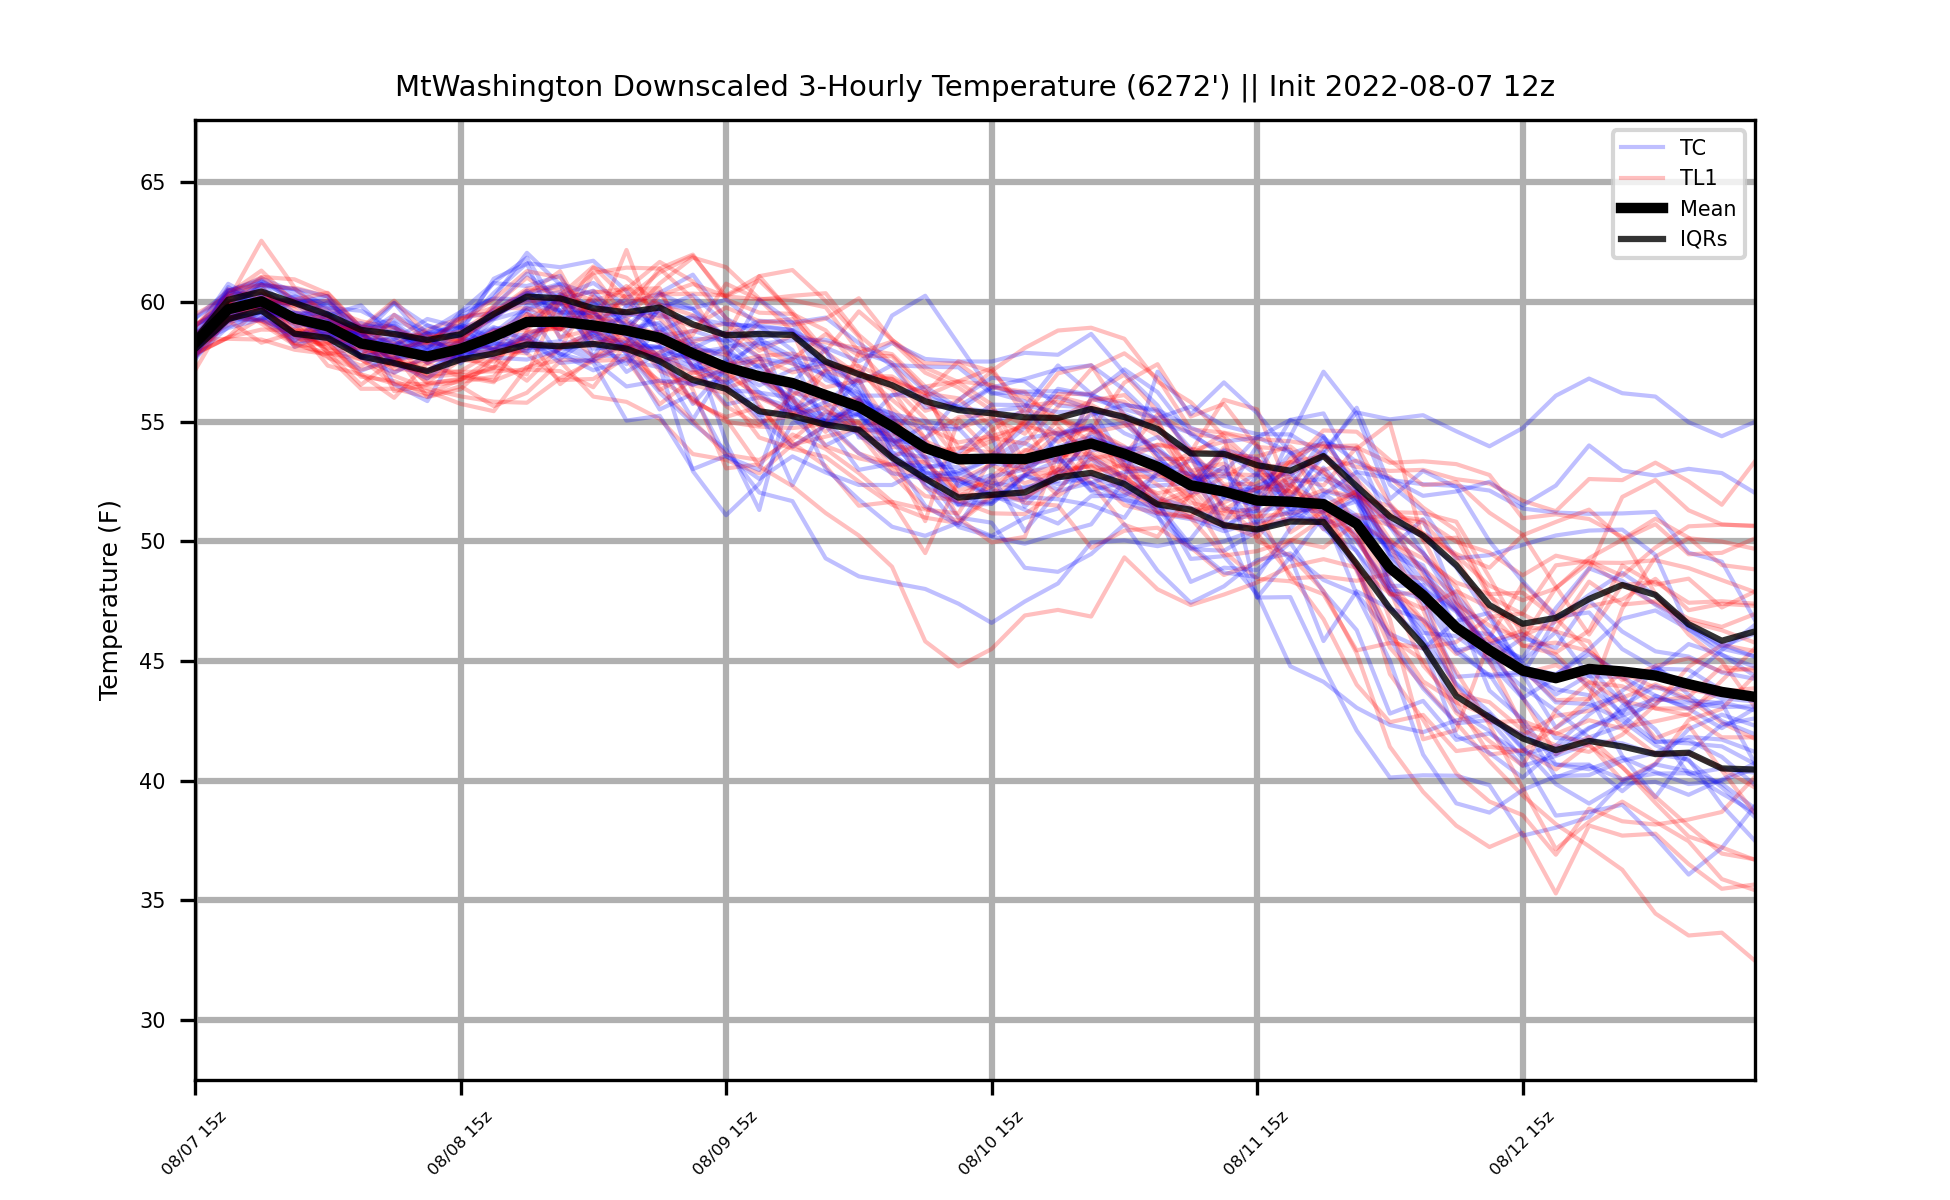 MtWashington Downscaled 3-Hourly Temperature (6272') || Init 2022-08-07 12z
TC
TL1
Mean
IQRs
Temperature (F)
65
60
55
50
45
40
35
30
08/07 15z
08/08 15z
08/09 15z
08/10 15z
08/11 15z
08/12 15z